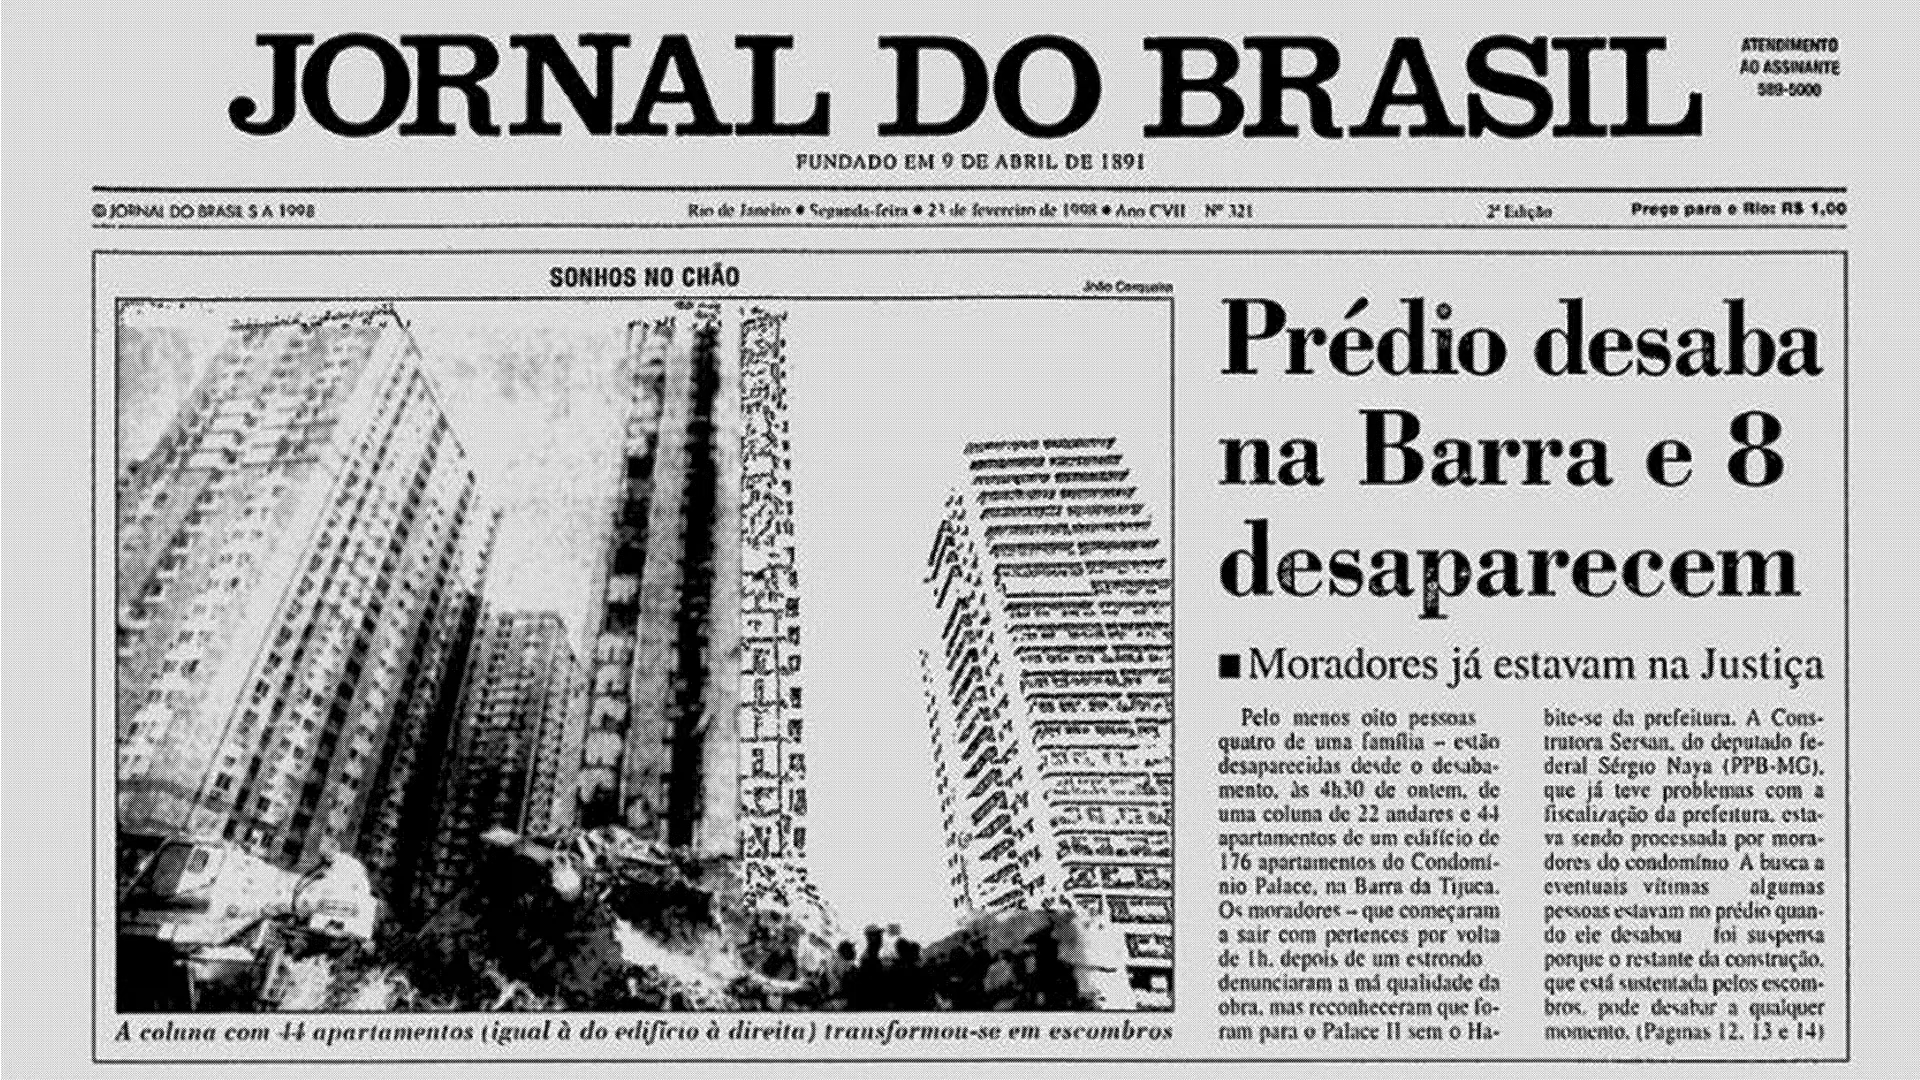 JORNAL DO BRASIL
ATENDIMENTO
AO ASSINANTE
589-5000
FUNDADO EM 9 DE ABRIL DE 1891
© JORNAL DO BRASIL S A 1998
Rio de Janeiro • Segunda-feira • 23 de fevereiro de 1998 • Ano CVII Nº 321
2ª Edição
Preço para o Rio: R$ 1,00
SONHOS NO CHÃO
João Cerqueira
A coluna com 44 apartamentos (igual à do edifício à direita) transformou-se em escombros
Prédio desaba
na Barra e 8
desaparecem
■ Moradores já estavam na Justiça
Pelo menos oito pessoas
quatro de uma família – estão
desaparecidas desde o desaba-
mento, às 4h30 de ontem, de
uma coluna de 22 andares e 44
apartamentos de um edifício de
176 apartamentos do Condomí-
nio Palace, na Barra da Tijuca.
Os moradores – que começaram
a sair com pertences por volta
de 1h, depois de um estrondo
denunciaram a má qualidade da
obra, mas reconheceram que fo-
ram para o Palace II sem o Ha-
bite-se da prefeitura. A Cons-
trutora Sersan, do deputado fe-
deral Sérgio Naya (PPB-MG),
que já teve problemas com a
fiscalização da prefeitura, esta-
va sendo processada por mora-
dores do condomínio A busca a
eventuais vítimas algumas
pessoas estavam no prédio quan-
do ele desabou foi suspensa
porque o restante da construção,
que está sustentada pelos escom-
bros, pode desabar a qualquer
momento. (Páginas 12, 13 e 14)